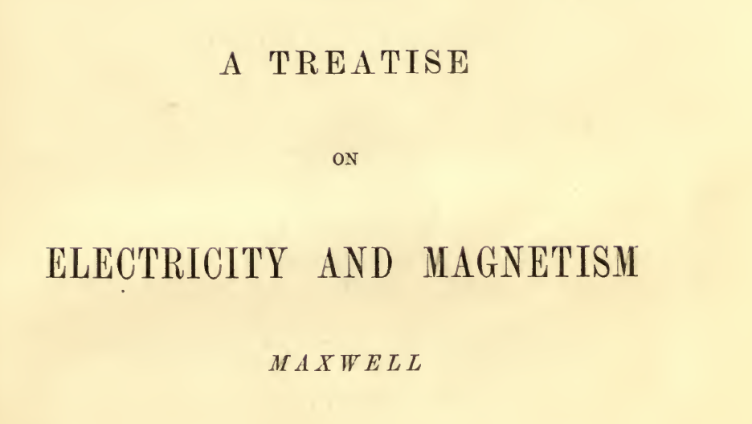 A TREATISE
ON
ELECTRICITY AND MAGNETISM
MAXWELL